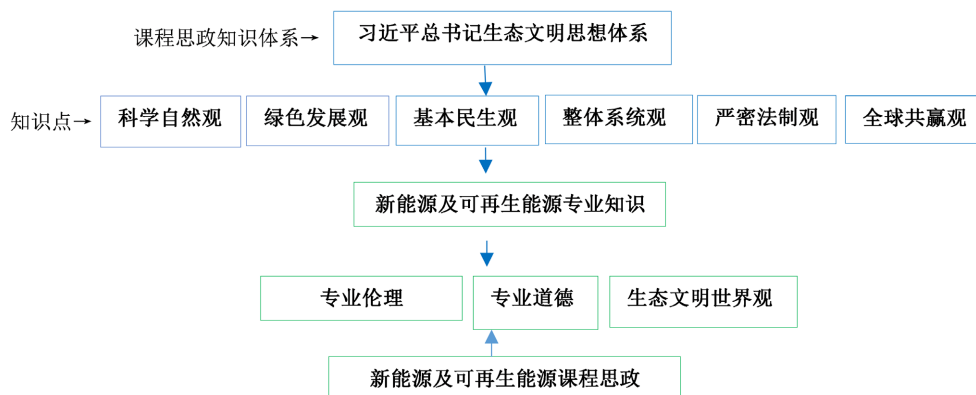 课程思政知识体系→ 习近平总书记生态文明思想体系
知识点→ 科学自然观 绿色发展观 基本民生观 整体系统观 严密法制观 全球共赢观
新能源及可再生能源专业知识
专业伦理 专业道德 生态文明世界观
新能源及可再生能源课程思政